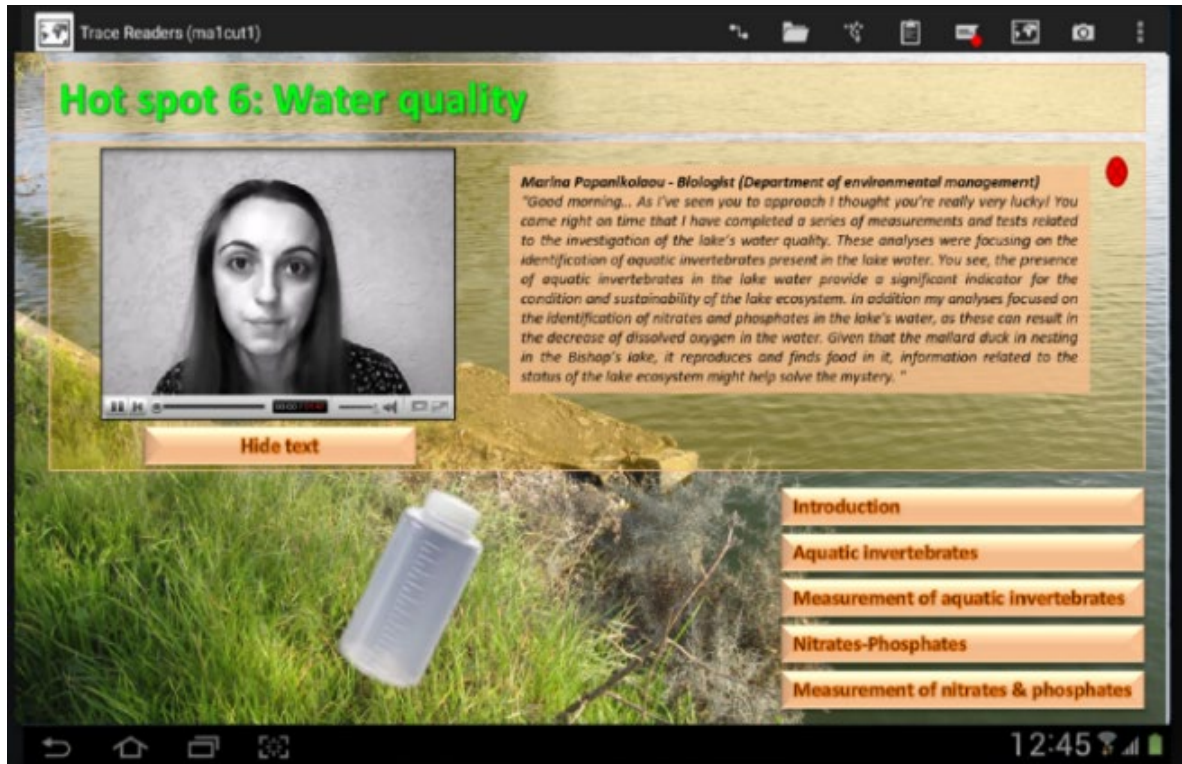 Trace Readers (ma1cut1)
Hot spot 6: Water quality
Marina Papanikolaou - Biologist (Department of environmental management)
"Good morning... As I've seen you to approach I thought you're really very lucky! You
came right on time that I have completed a series of measurements and tests related
to the investigation of the lake's water quality. These analyses were focusing on the
identification of aquatic invertebrates present in the lake water. You see, the presence
of aquatic invertebrates in the lake water provide a significant indicator for the
condition and sustainability of the lake ecosystem. In addition my analyses focused on
the identification of nitrates and phosphates in the lake's water, as these can result in
the decrease of dissolved oxygen in the water. Given that the mallard duck in nesting
in the Bishop's lake, it reproduces and finds food in it, information related to the
status of the lake ecosystem might help solve the mystery. "
Hide text
Introduction
Aquatic invertebrates
Measurement of aquatic invertebrates
Nitrates-Phosphates
Measurement of nitrates & phosphates
12:45